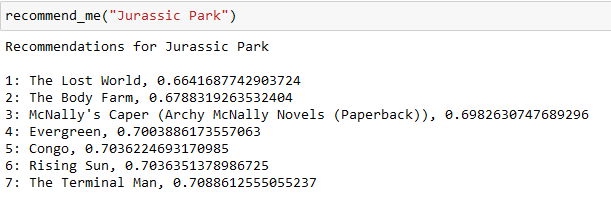 recommend_me("Jurassic Park")
Recommendations for Jurassic Park
1: The Lost World, 0.6641687742903724
2: The Body Farm, 0.6788319263532404
3: McNally's Caper (Archy McNally Novels (Paperback)), 0.6982630747689296
4: Evergreen, 0.7003886173557063
5: Congo, 0.7036224693170985
6: Rising Sun, 0.7036351378986725
7: The Terminal Man, 0.7088612555055237